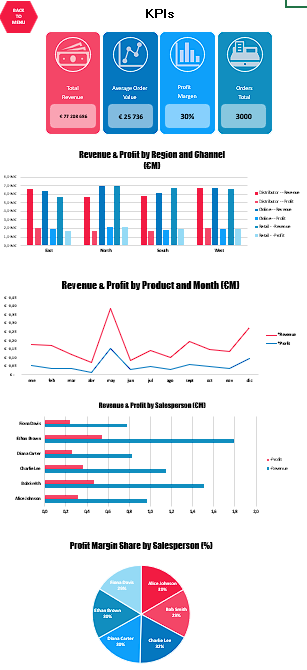 BACK
TO
MENU
KPIs
Total
Revenue
€ 77 208 696
Average Order
Value
€ 25 736
Profit
Margen
30%
Orders
Total
3000
Revenue & Profit by Region and Channel
(€M)
East
North
South
West
Distributor -- Revenue
Distributor -- Profit
Online -- Revenue
Online -- Profit
Retail -- Revenue
Retail -- Profit
Revenue & Profit by Product and Month (€M)
€ 0,45
€ 0,40
€ 0,35
€ 0,30
€ 0,25
€ 0,20
€ 0,15
€ 0,10
€ 0,05
€ -
ene feb mar abr may jun jul ago sept oct nov dic
Revenue
Profit
Revenue & Profit by Salesperson (€M)
Fiona Davis
Ethan Brown
Diana Carter
Charlie Lee
Bob Smith
Alice Johnson
0,0 0,2 0,4 0,6 0,8 1,0 1,2 1,4 1,6 1,8 2,0
Profit
Revenue
Profit Margin Share by Salesperson (%)
Fiona Davis
Alice Johnson
33%
Ethan Brown
30%
Bob Smith
Diana Carter
30%
Charlie Lee
32%